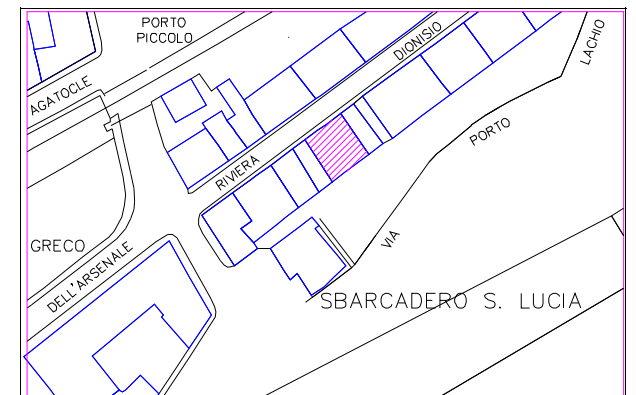 PORTO
PICCOLO
DIONISIO
LACHIO
AGATOCLE
PORTO
RIVIERA
VIA
GRECO
DELL'ARSENALE
SBARCADERO S. LUCIA